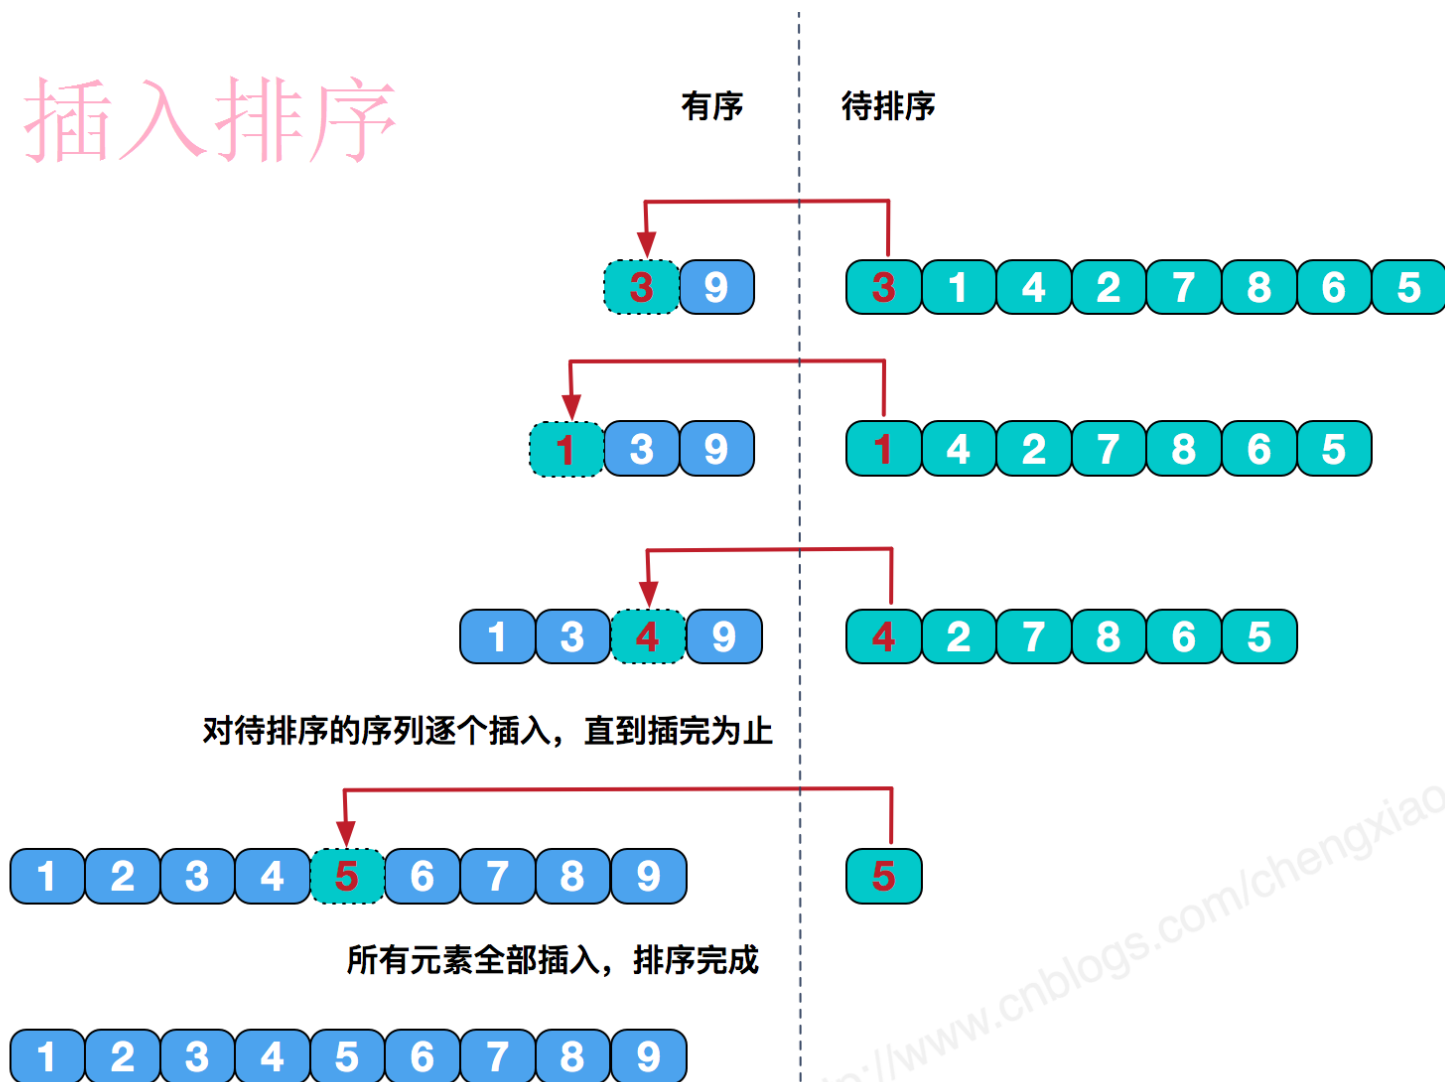 插入排序
有序 待排序
3 9 3 1 4 2 7 8 6 5
1 3 9 1 4 2 7 8 6 5
1 3 4 9 4 2 7 8 6 5
对待排序的序列逐个插入，直到插完为止
1 2 3 4 5 6 7 8 9 5
所有元素全部插入，排序完成
1 2 3 4 5 6 7 8 9
://www.cnblogs.com/chengxiao